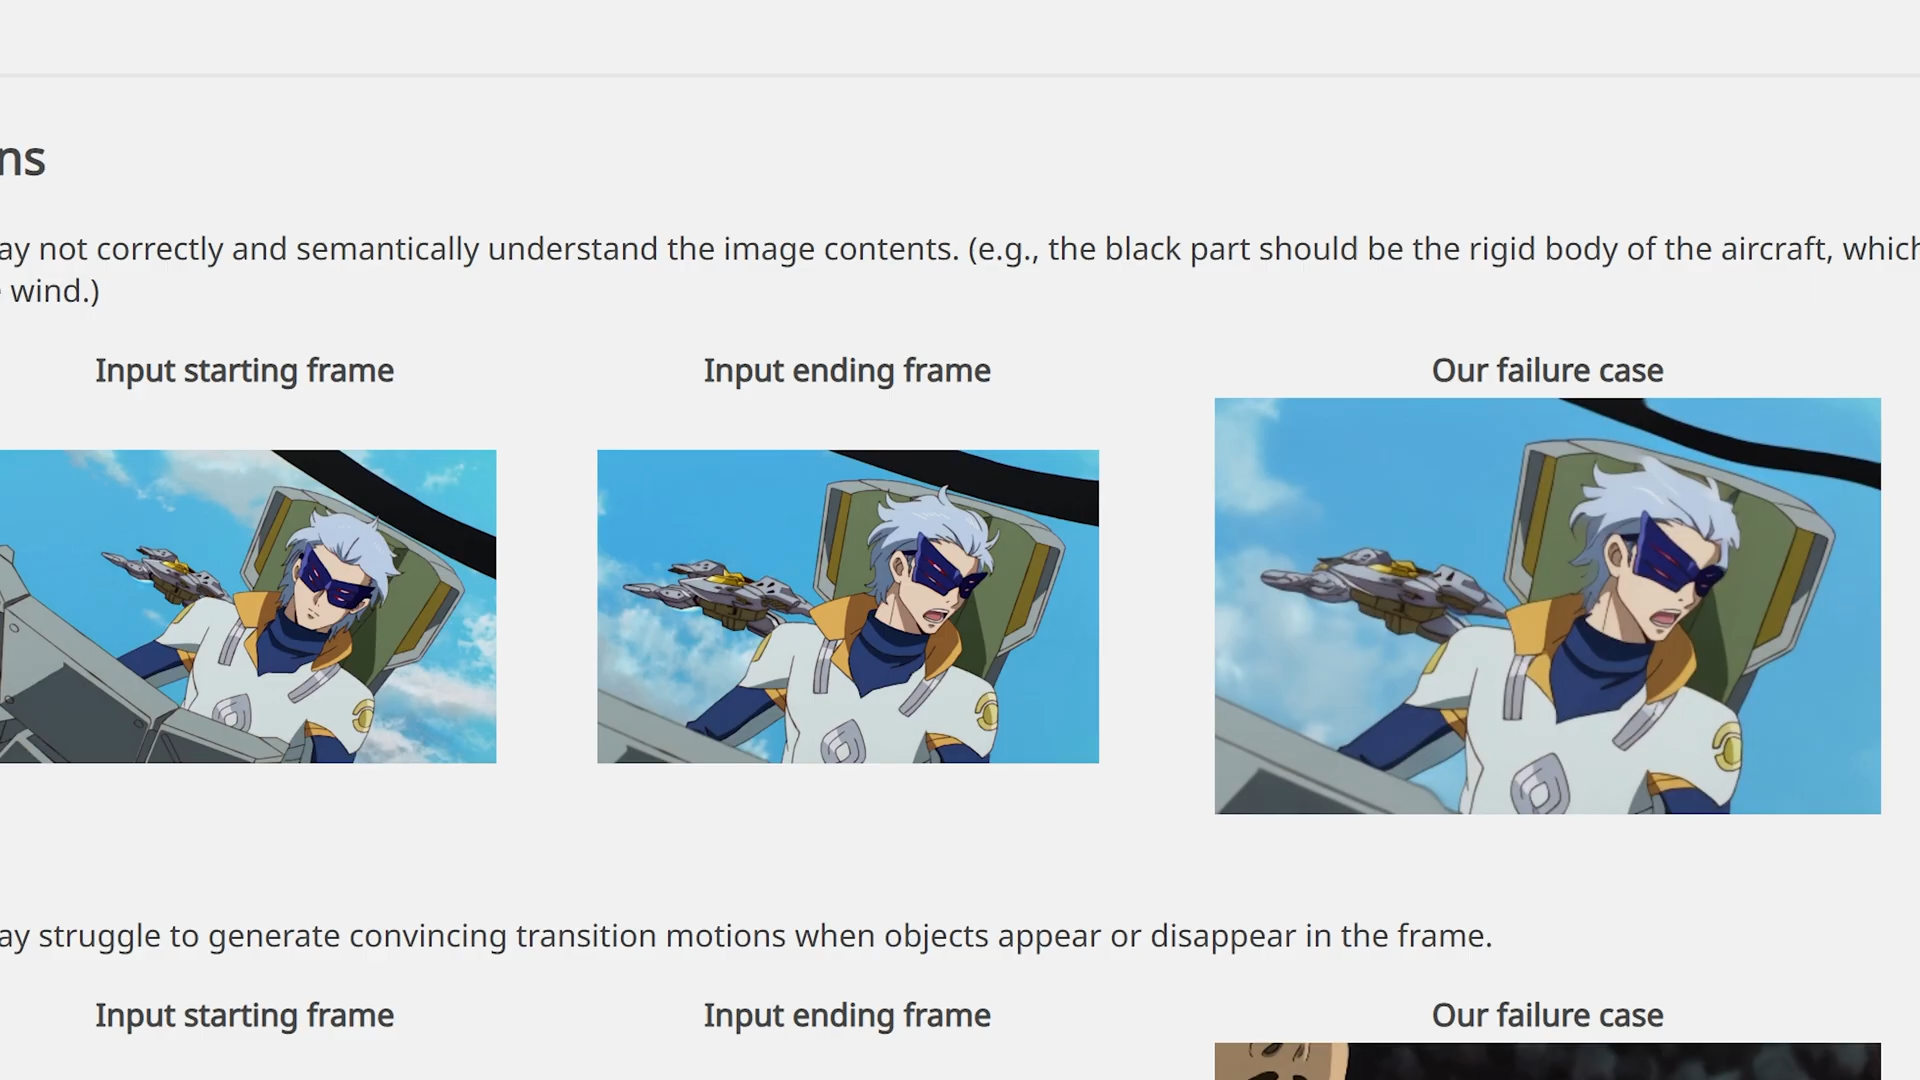 ns
ay not correctly and semantically understand the image contents. (e.g., the black part should be the rigid body of the aircraft, which
wind.)
Input starting frame Input ending frame Our failure case
ay struggle to generate convincing transition motions when objects appear or disappear in the frame.
Input starting frame Input ending frame Our failure case